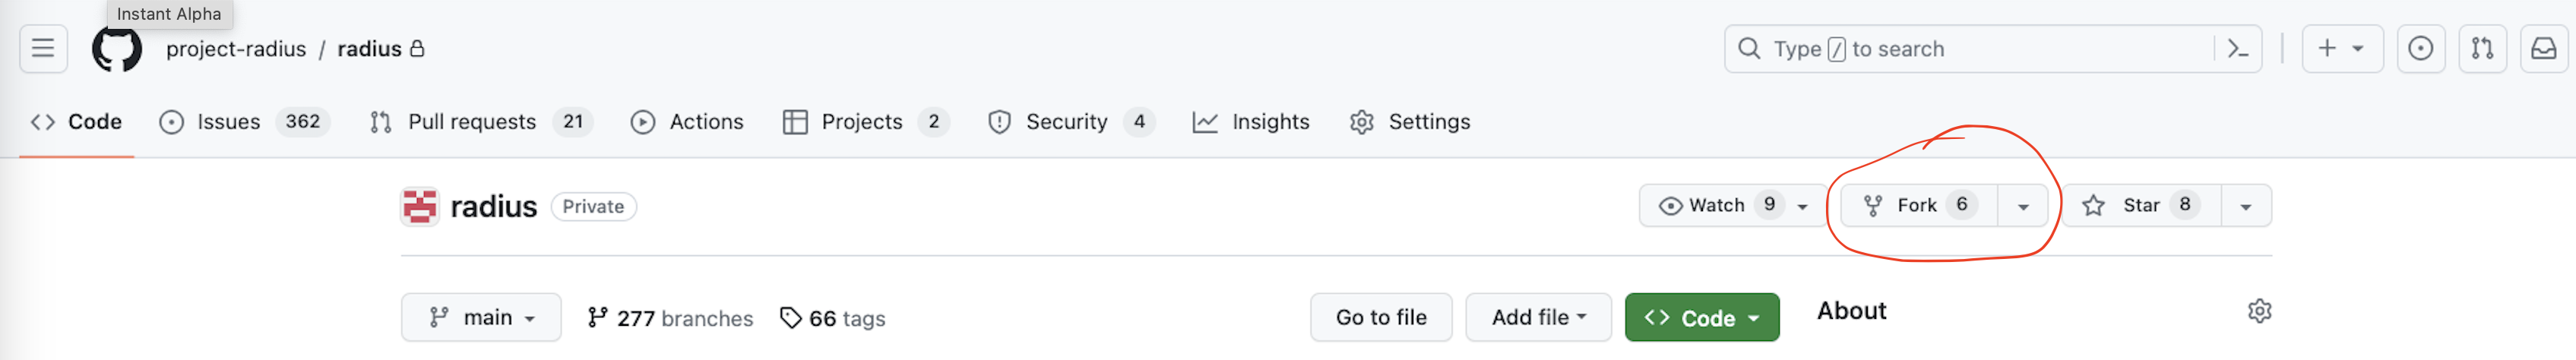 Instant Alpha
project-radius / radius
Type / to search
Code Issues 362 Pull requests 21 Actions Projects 2 Security 4 Insights Settings
radius Private Watch 9 Fork 6 Star 8
main 277 branches 66 tags Go to file Add file Code About